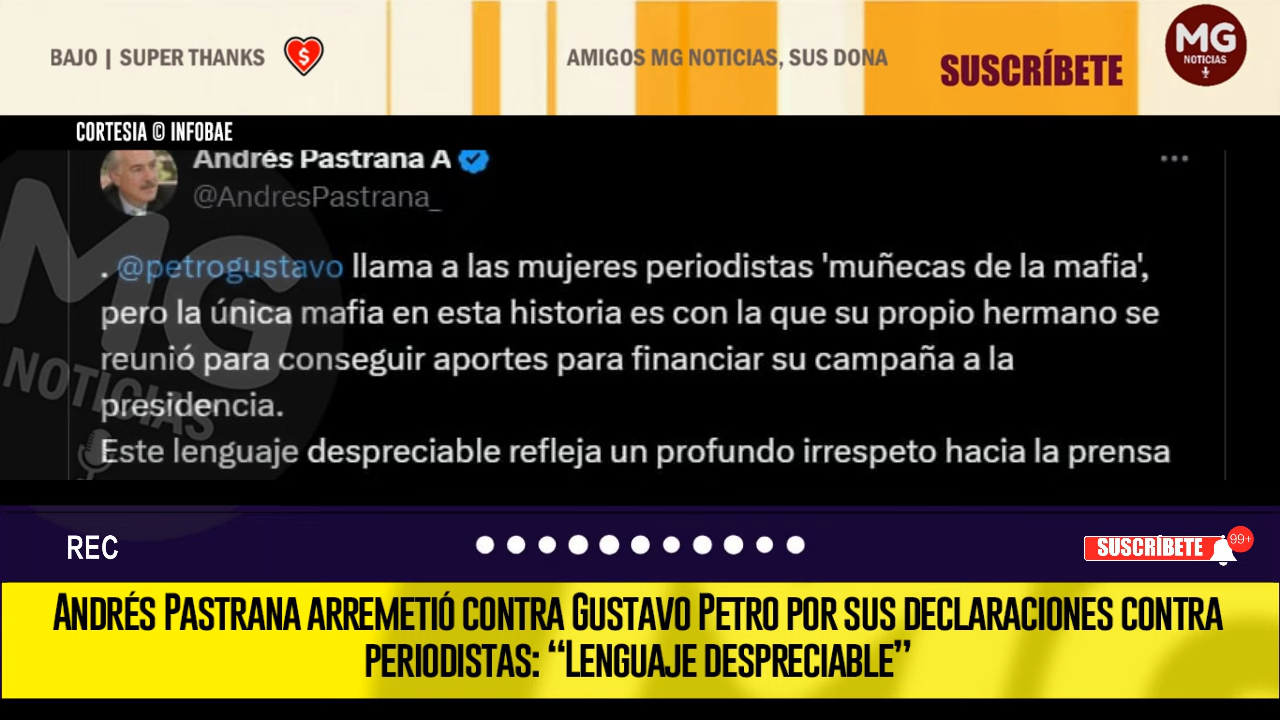 BAJO | SUPER THANKS
AMIGOS MG NOTICIAS, SUS DONA
SUSCRÍBETE
MG
NOTICIAS
CORTESIA © INFOBAE
Andrés Pastrana A
@AndresPastrana_
. @petrogustavo llama a las mujeres periodistas 'muñecas de la mafia',
pero la única mafia en esta historia es con la que su propio hermano se
reunió para conseguir aportes para financiar su campaña a la
presidencia.
Este lenguaje despreciable refleja un profundo irrespeto hacia la prensa
MG
NOTICIAS
REC
SUSCRÍBETE
99+
ANDRÉS PASTRANA ARREMETIÓ CONTRA GUSTAVO PETRO POR SUS DECLARACIONES CONTRA
PERIODISTAS: “LENGUAJE DESPRECIABLE”